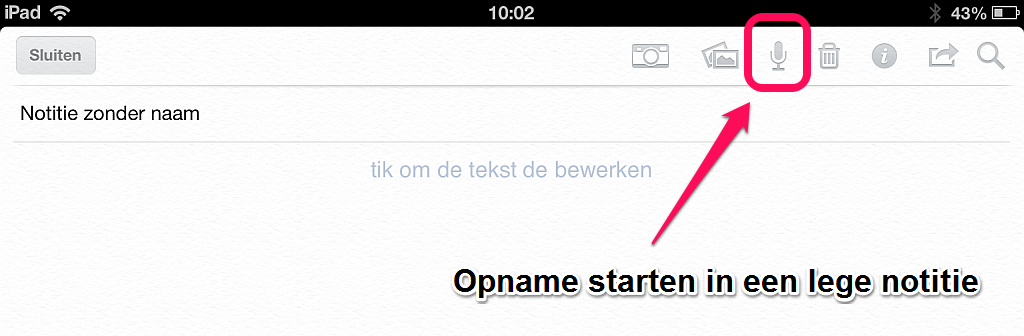 iPad 10:02 43%
Sluiten
Notitie zonder naam
tik om de tekst de bewerken
Opname starten in een lege notitie